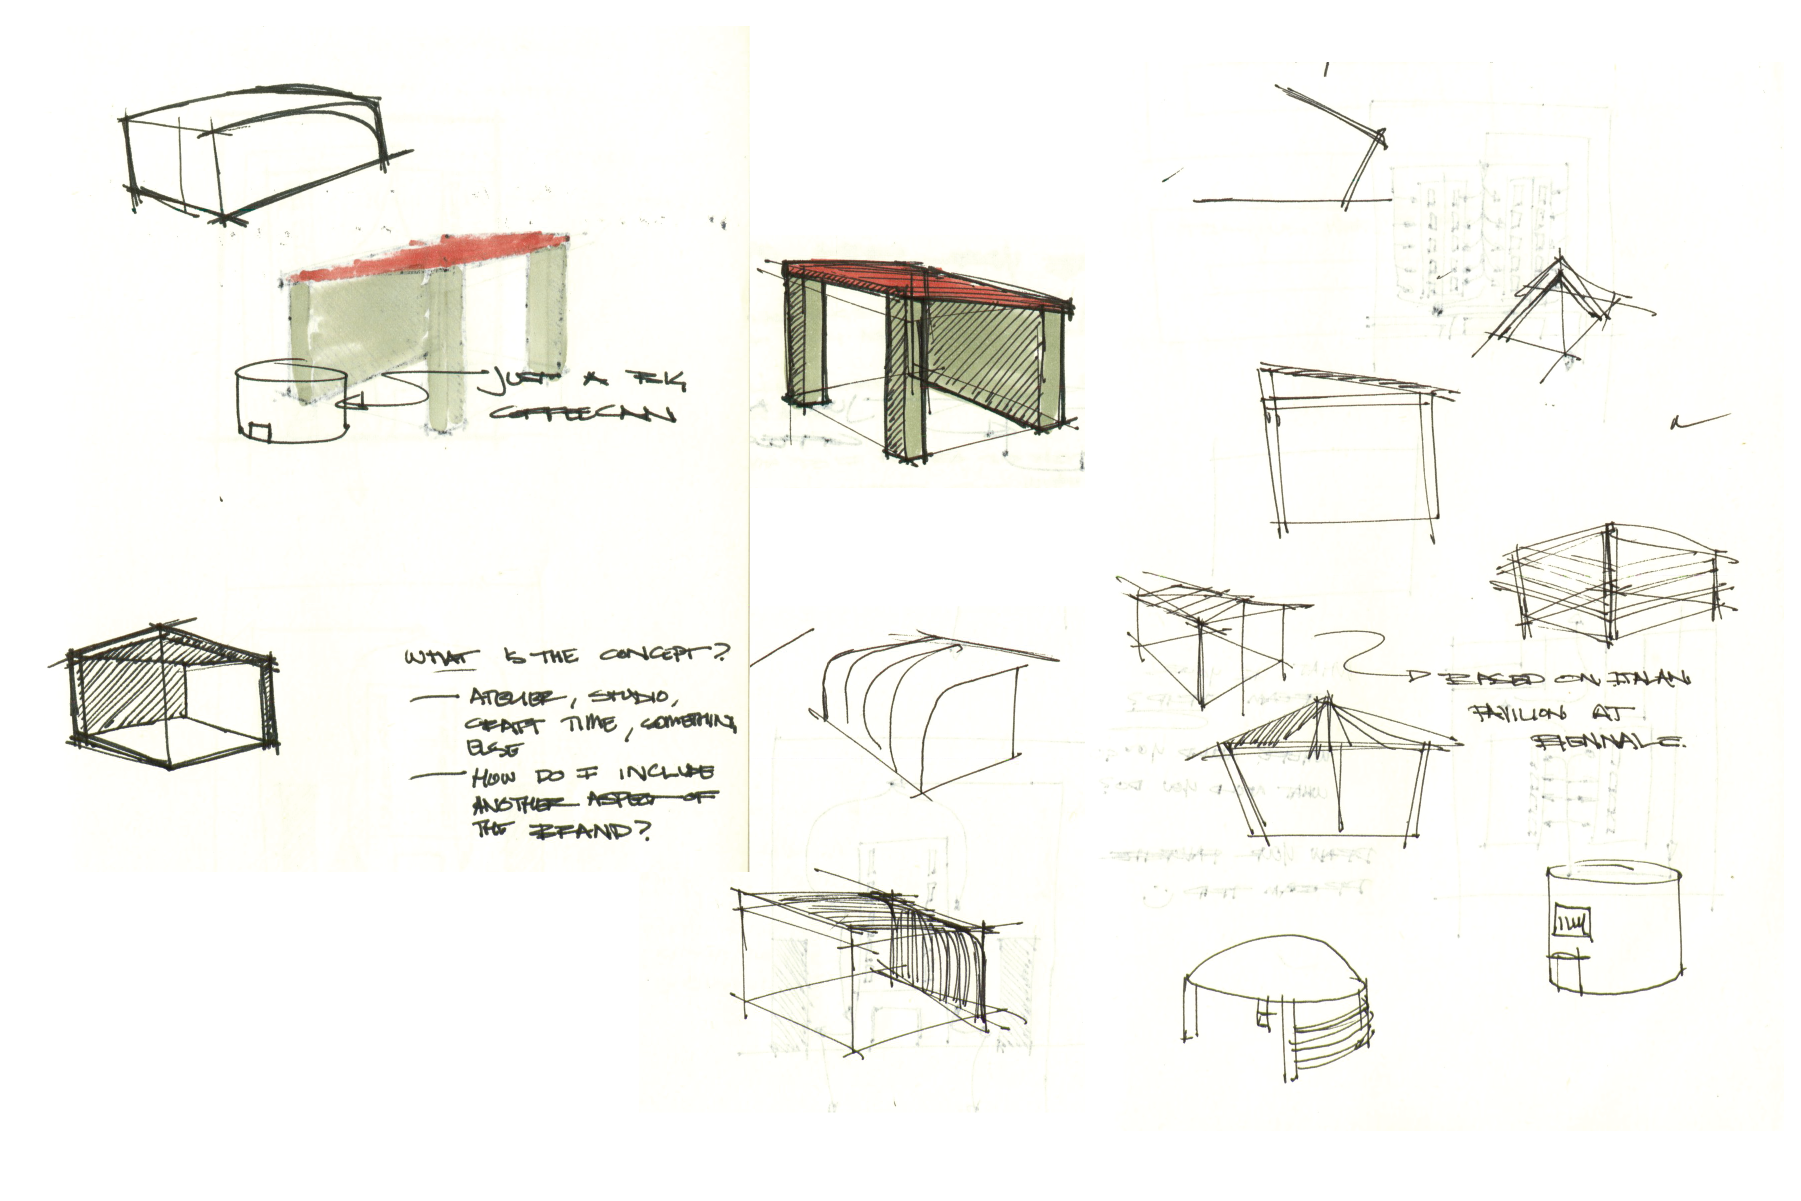 JUST A
COFFEECAN
WHAT IS THE CONCEPT?
— ATELIER, STUDIO,
CRAFT TIME, SOMETHING
ELSE
— HOW DO I INCLUDE
ANOTHER ASPECT OF
THE BRAND?
BASED ON ITALIAN
PAVILION AT
BIENNALE.